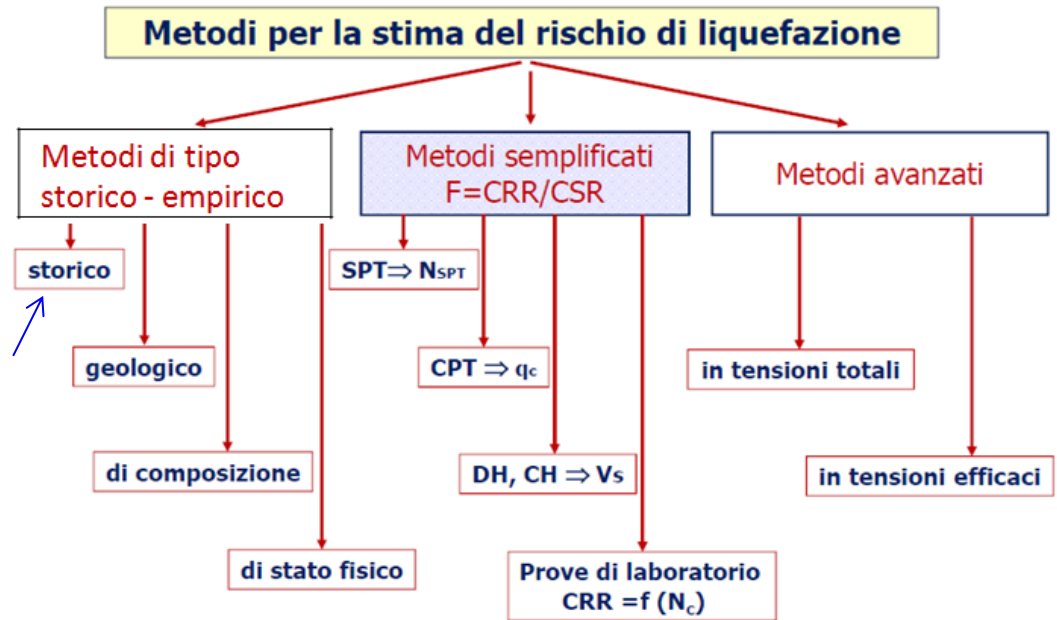 Metodi per la stima del rischio di liquefazione
Metodi di tipo
storico - empirico
Metodi semplificati
F=CRR/CSR
Metodi avanzati
storico
SPT⇒ NSPT
geologico
CPT ⇒ qc
in tensioni totali
di composizione
DH, CH ⇒ VS
in tensioni efficaci
di stato fisico
Prove di laboratorio
CRR =f (Nc)